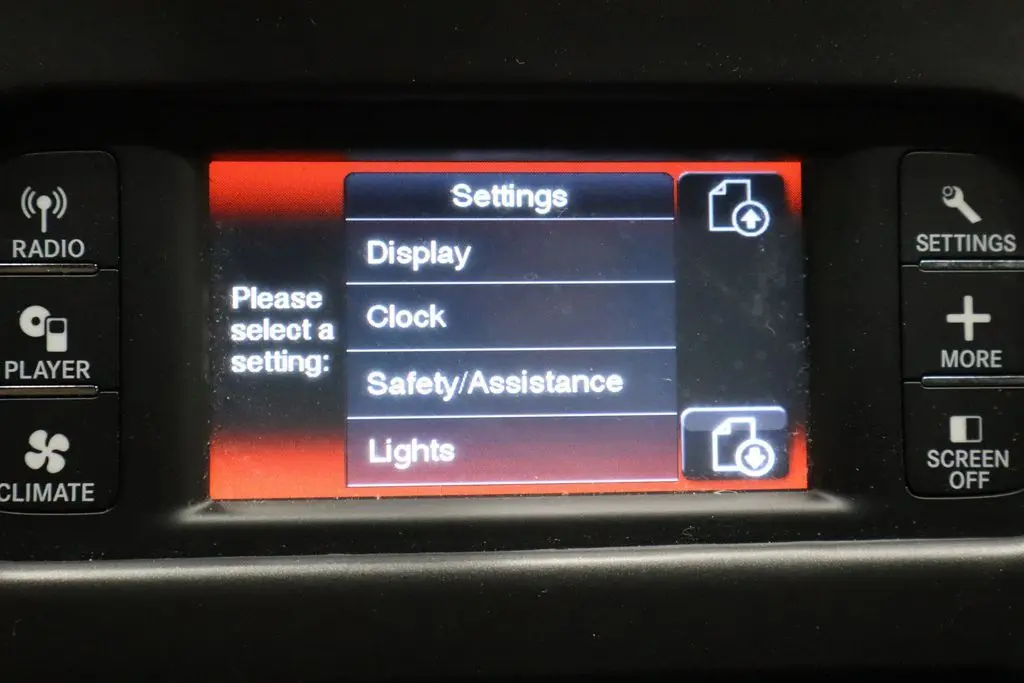 RADIO
PLAYER
CLIMATE
Please
select a
setting:
Settings
Display
Clock
Safety/Assistance
Lights
SETTINGS
MORE
SCREEN
OFF